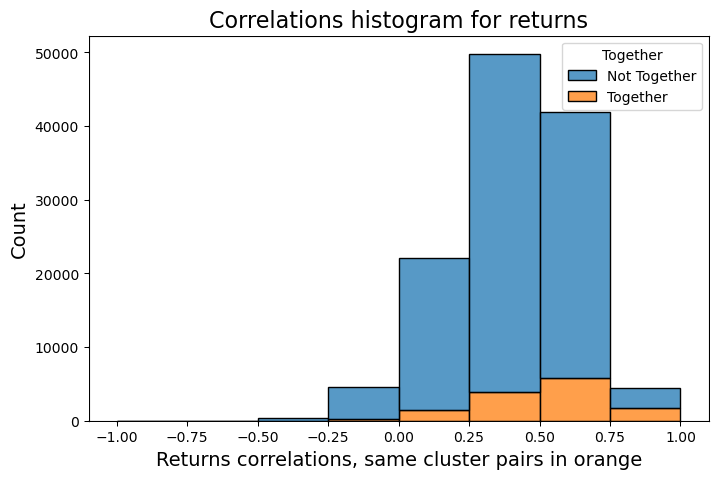 Correlations histogram for returns
Together
Not Together
Together
50000
40000
30000
20000
10000
0
Count
−1.00 −0.75 −0.50 −0.25 0.00 0.25 0.50 0.75 1.00
Returns correlations, same cluster pairs in orange